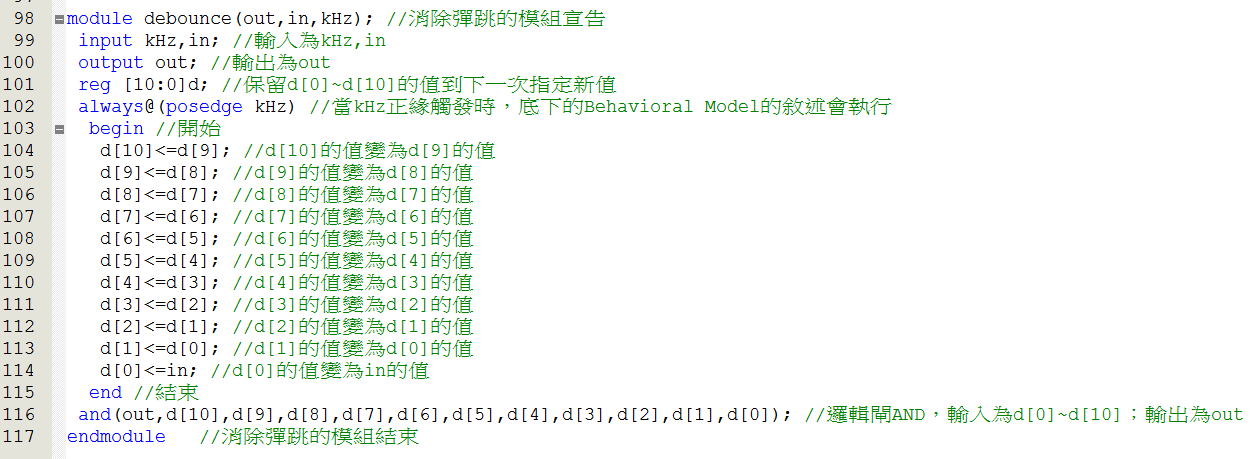 98 module debounce(out,in,kHz); //消除彈跳的模組宣告
99 input kHz,in; //輸入為kHz,in
100 output out; //輸出為out
101 reg [10:0]d; //保留d[0]~d[10]的值到下一次指定新值
102 always@(posedge kHz) //當kHz正緣觸發時，底下的Behavioral Model的敘述會執行
103 begin //開始
104 d[10]<=d[9]; //d[10]的值變為d[9]的值
105 d[9]<=d[8]; //d[9]的值變為d[8]的值
106 d[8]<=d[7]; //d[8]的值變為d[7]的值
107 d[7]<=d[6]; //d[7]的值變為d[6]的值
108 d[6]<=d[5]; //d[6]的值變為d[5]的值
109 d[5]<=d[4]; //d[5]的值變為d[4]的值
110 d[4]<=d[3]; //d[4]的值變為d[3]的值
111 d[3]<=d[2]; //d[3]的值變為d[2]的值
112 d[2]<=d[1]; //d[2]的值變為d[1]的值
113 d[1]<=d[0]; //d[1]的值變為d[0]的值
114 d[0]<=in; //d[0]的值變為in的值
115 end //結束
116 and(out,d[10],d[9],d[8],d[7],d[6],d[5],d[4],d[3],d[2],d[1],d[0]); //邏輯閘AND，輸入為d[0]~d[10]；輸出為out
117 endmodule //消除彈跳的模組結束